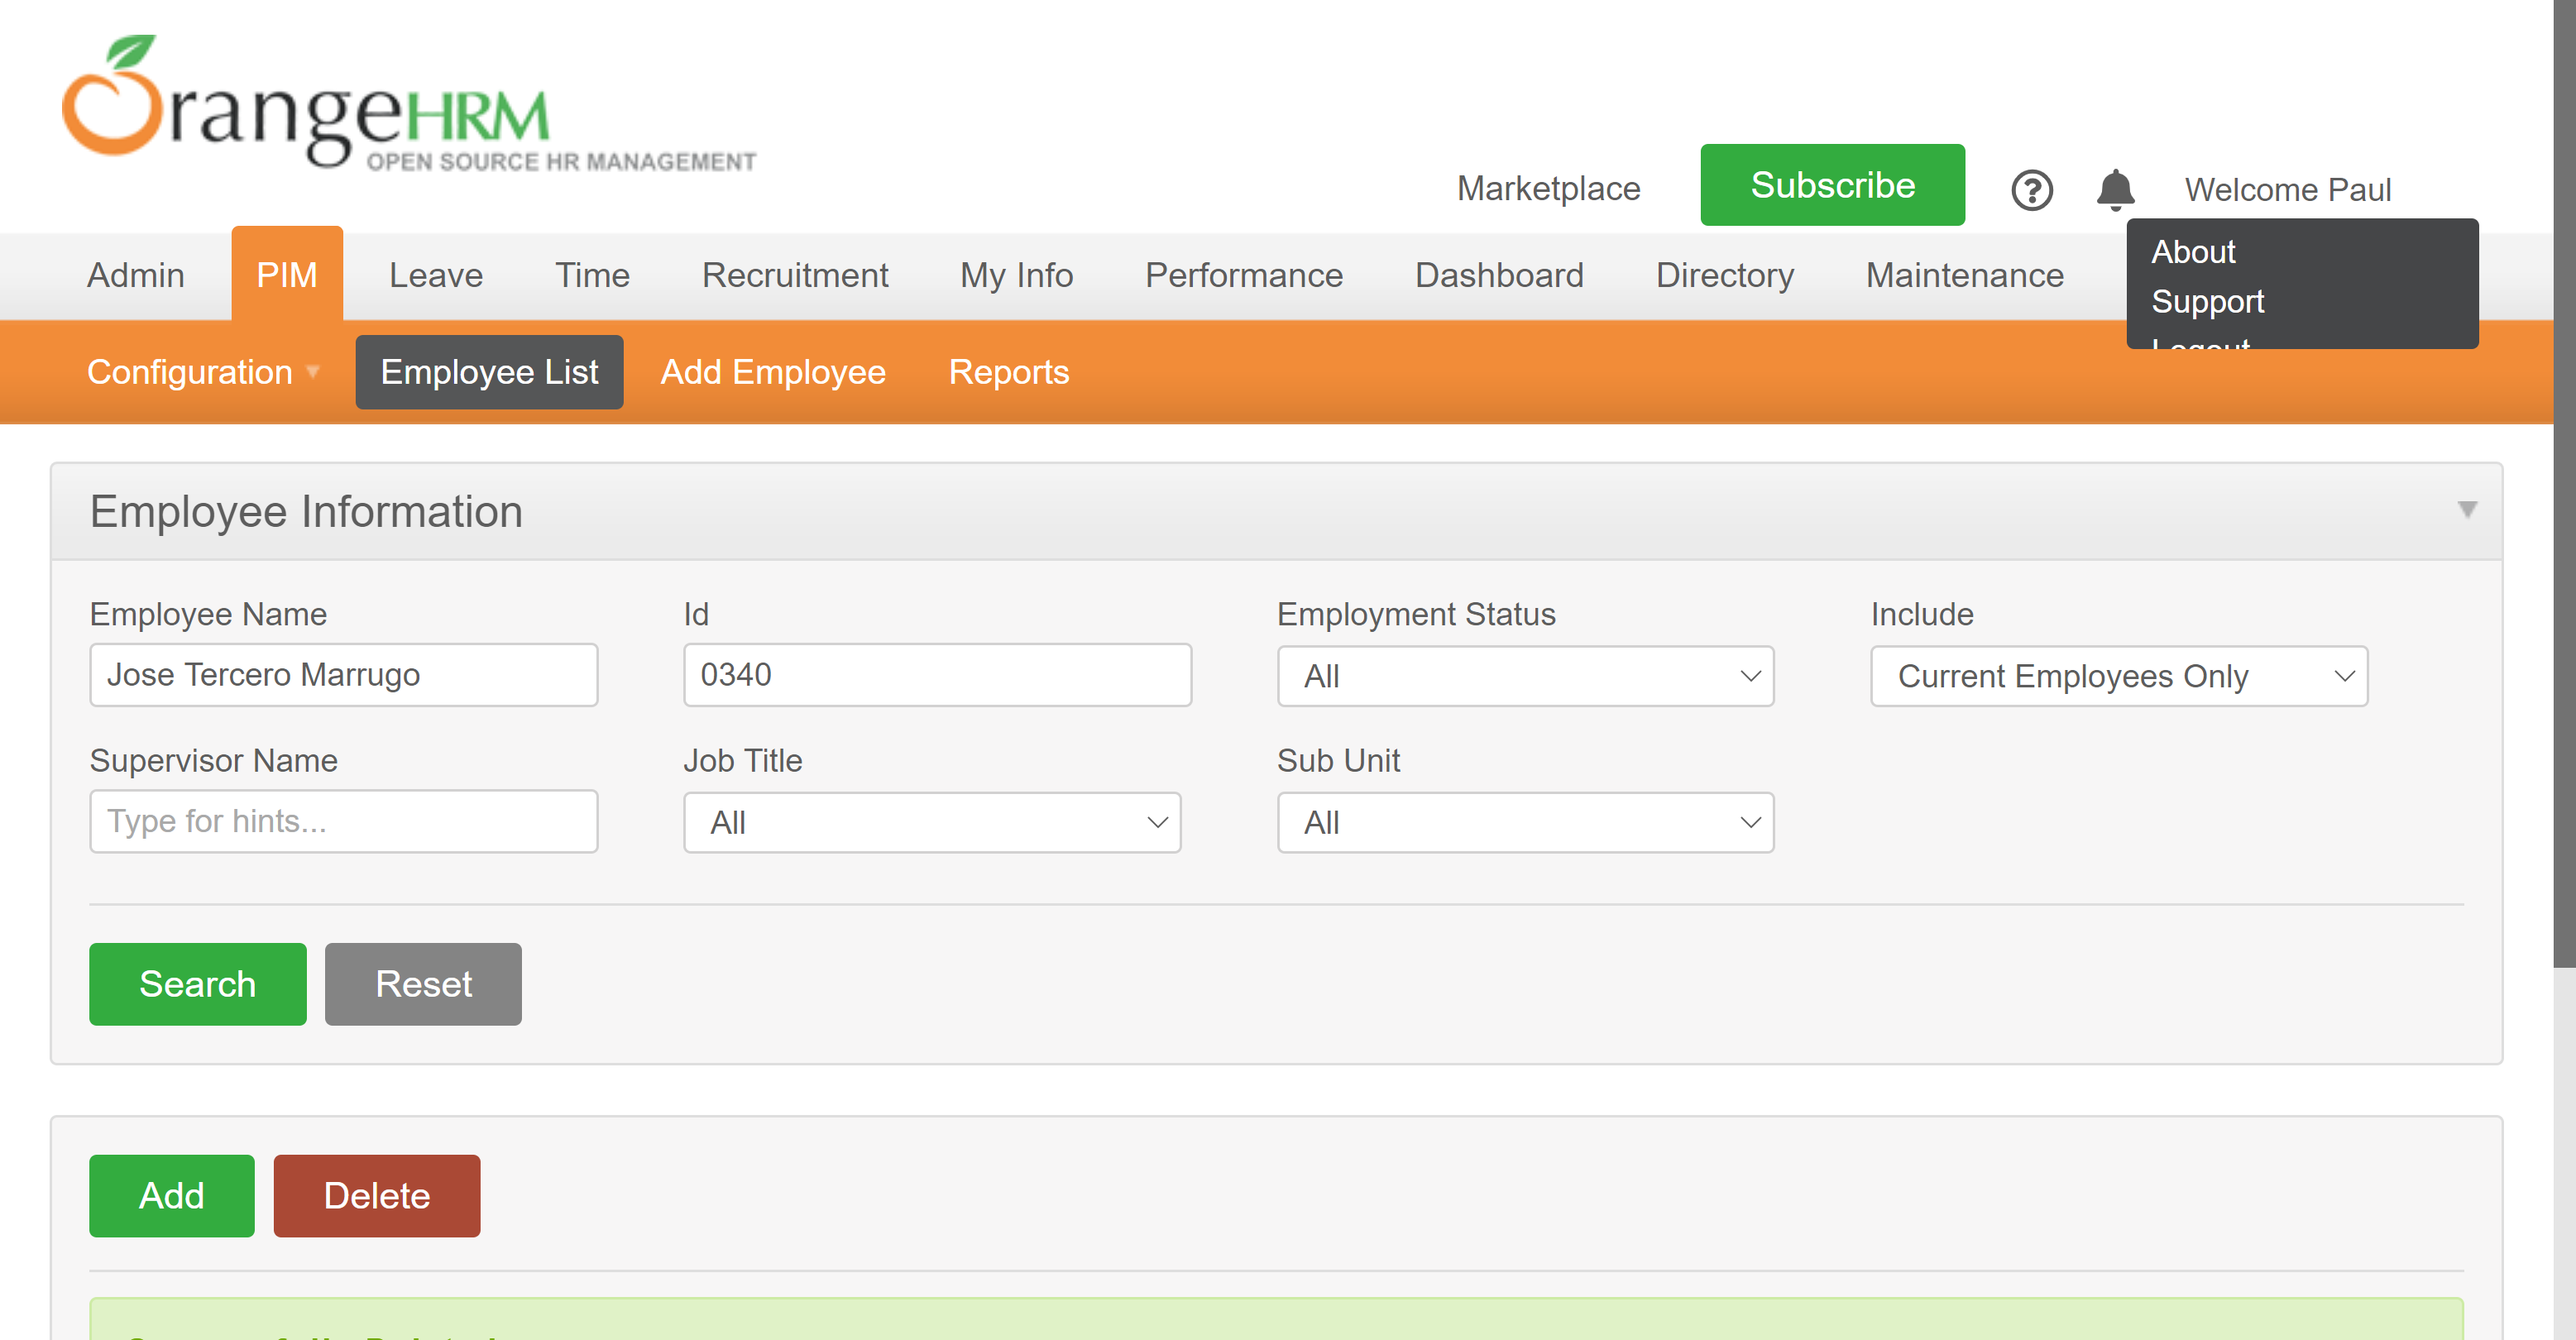 OrangeHRM
OPEN SOURCE HR MANAGEMENT
Marketplace
Subscribe
Welcome Paul
About
Support
Logout
Admin
PIM
Leave
Time
Recruitment
My Info
Performance
Dashboard
Directory
Maintenance
Configuration
Employee List
Add Employee
Reports
Employee Information
Employee Name
Id
Employment Status
Include
Jose Tercero Marrugo
0340
All
Current Employees Only
Supervisor Name
Job Title
Sub Unit
Type for hints...
All
All
Search
Reset
Add
Delete